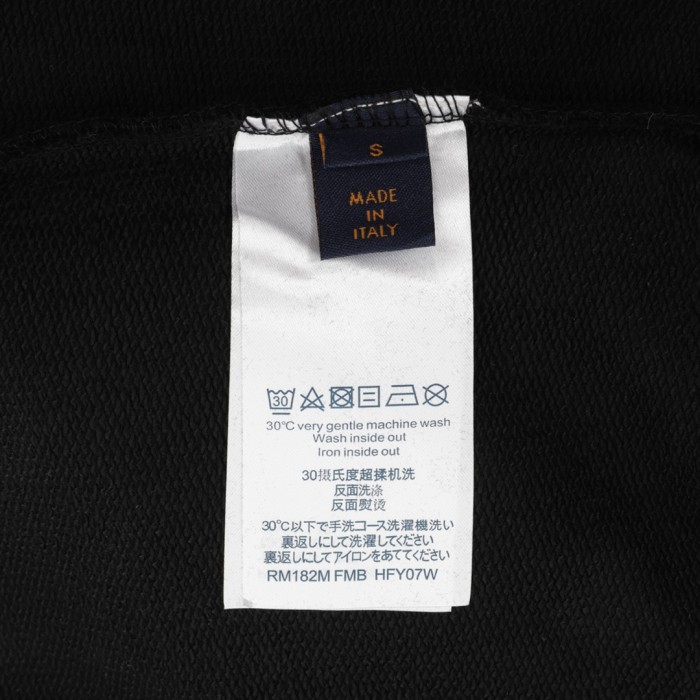 S
MADE
IN
ITALY
30
30℃ very gentle machine wash
Wash inside out
Iron inside out
30摄氏度超揉机洗
反面洗涤
反面熨烫
30℃以下で手洗コース洗濯機洗い
裏返しにして洗濯してください
裏返しにしてアイロンをあててください
RM182M FMB HFY07W